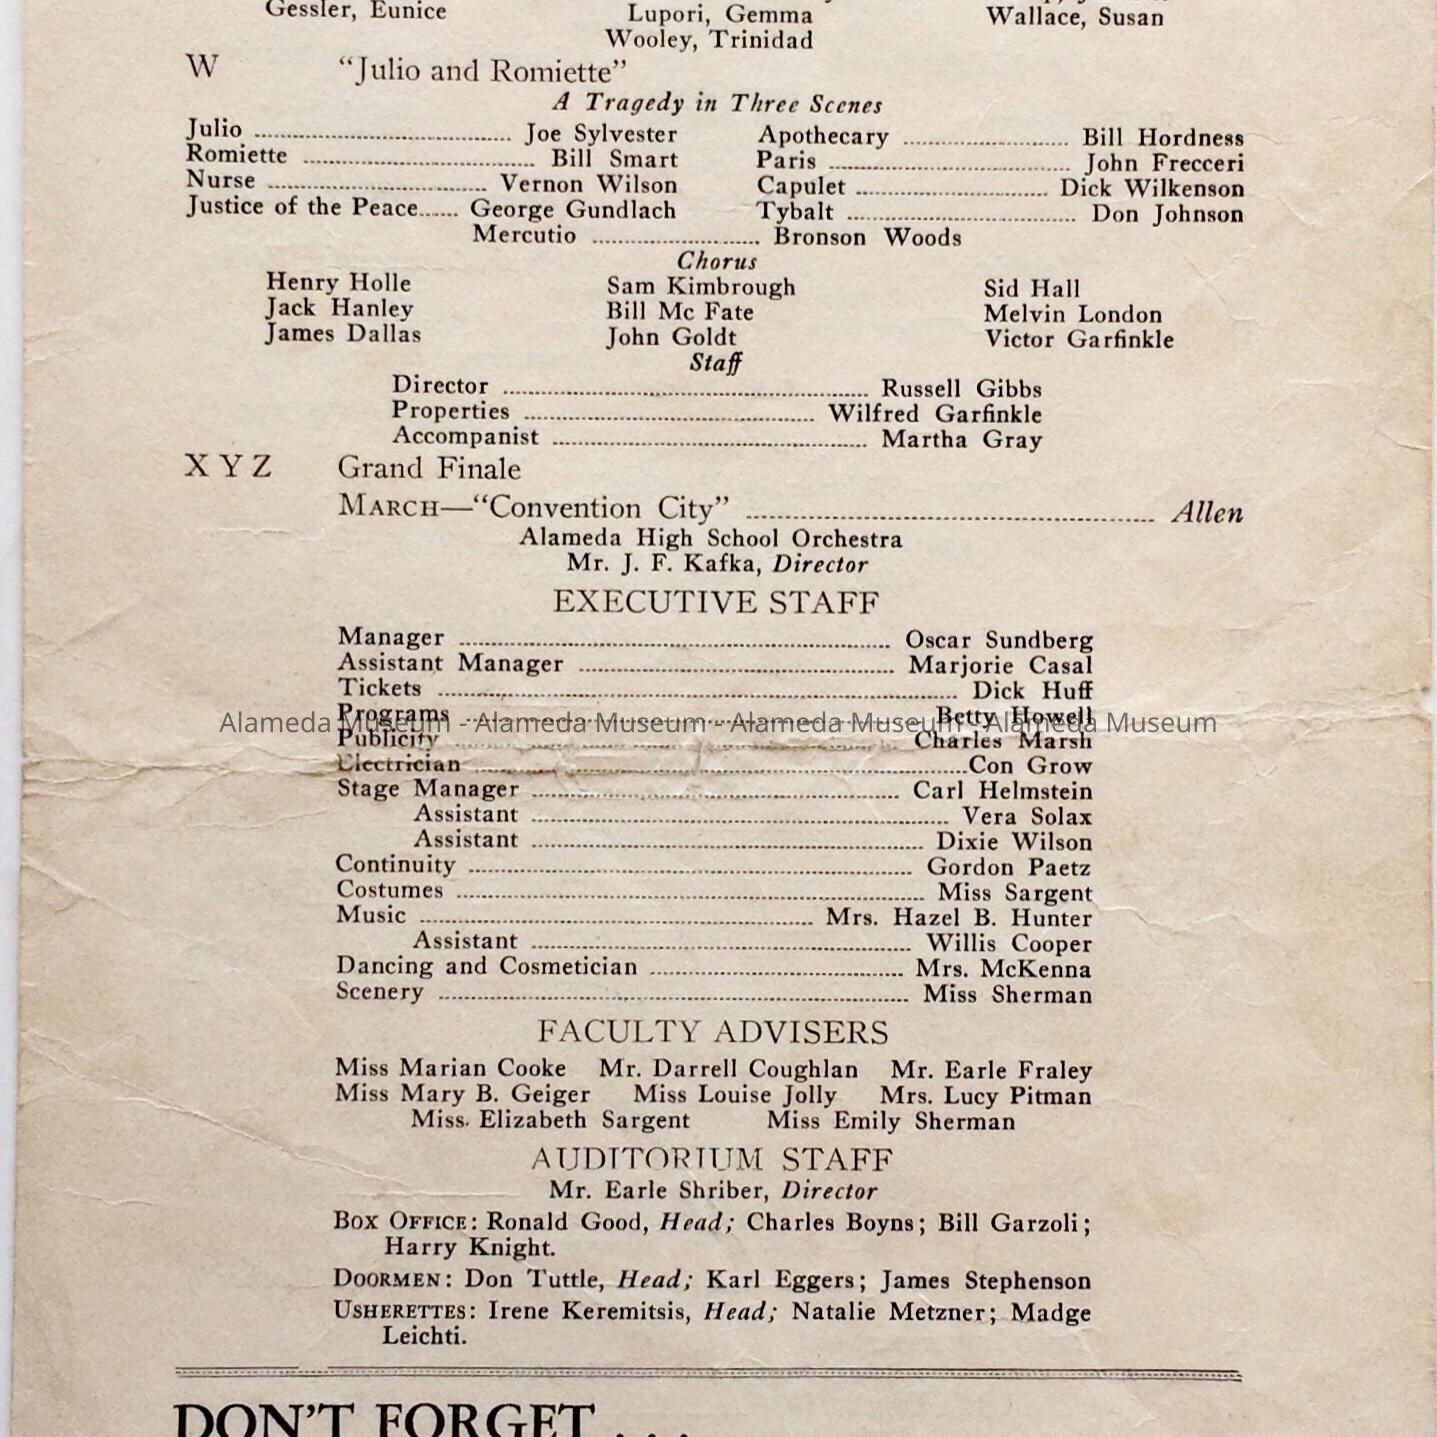 Gessler, Eunice Lupori, Gemma Wallace, Susan
Wooley, Trinidad
W "Julio and Romiette"
A Tragedy in Three Scenes
Julio Joe Sylvester Apothecary Bill Hordness
Romiette Bill Smart Paris John Frecceri
Nurse Vernon Wilson Capulet Dick Wilkenson
Justice of the Peace George Gundlach Tybalt Don Johnson
Mercutio Bronson Woods
Chorus
Henry Holle Sam Kimbrough Sid Hall
Jack Hanley Bill Mc Fate Melvin London
James Dallas John Goldt Victor Garfinkle
Staff
Director Russell Gibbs
Properties Wilfred Garfinkle
Accompanist Martha Gray
X Y Z Grand Finale
MARCH—"Convention City" Allen
Alameda High School Orchestra
Mr. J. F. Kafka, Director
EXECUTIVE STAFF
Manager Oscar Sundberg
Assistant Manager Marjorie Casal
Tickets Dick Huff
Programs Betty Howell
Alameda Museum - Alameda Museum - Alameda Museum - Alameda Museum
Publicity Charles Marsh
Electrician Con Grow
Stage Manager Carl Helmstein
Assistant Vera Solax
Assistant Dixie Wilson
Continuity Gordon Paetz
Costumes Miss Sargent
Music Mrs. Hazel B. Hunter
Assistant Willis Cooper
Dancing and Cosmetician Mrs. McKenna
Scenery Miss Sherman
FACULTY ADVISERS
Miss Marian Cooke Mr. Darrell Coughlan Mr. Earle Fraley
Miss Mary B. Geiger Miss Louise Jolly Mrs. Lucy Pitman
Miss. Elizabeth Sargent Miss Emily Sherman
AUDITORIUM STAFF
Mr. Earle Shriber, Director
BOX OFFICE: Ronald Good, Head; Charles Boyns; Bill Garzoli;
Harry Knight.
DOORMEN: Don Tuttle, Head; Karl Eggers; James Stephenson
USHERETTES: Irene Keremitsis, Head; Natalie Metzner; Madge
Leichti.
DON'T FORGET . . .